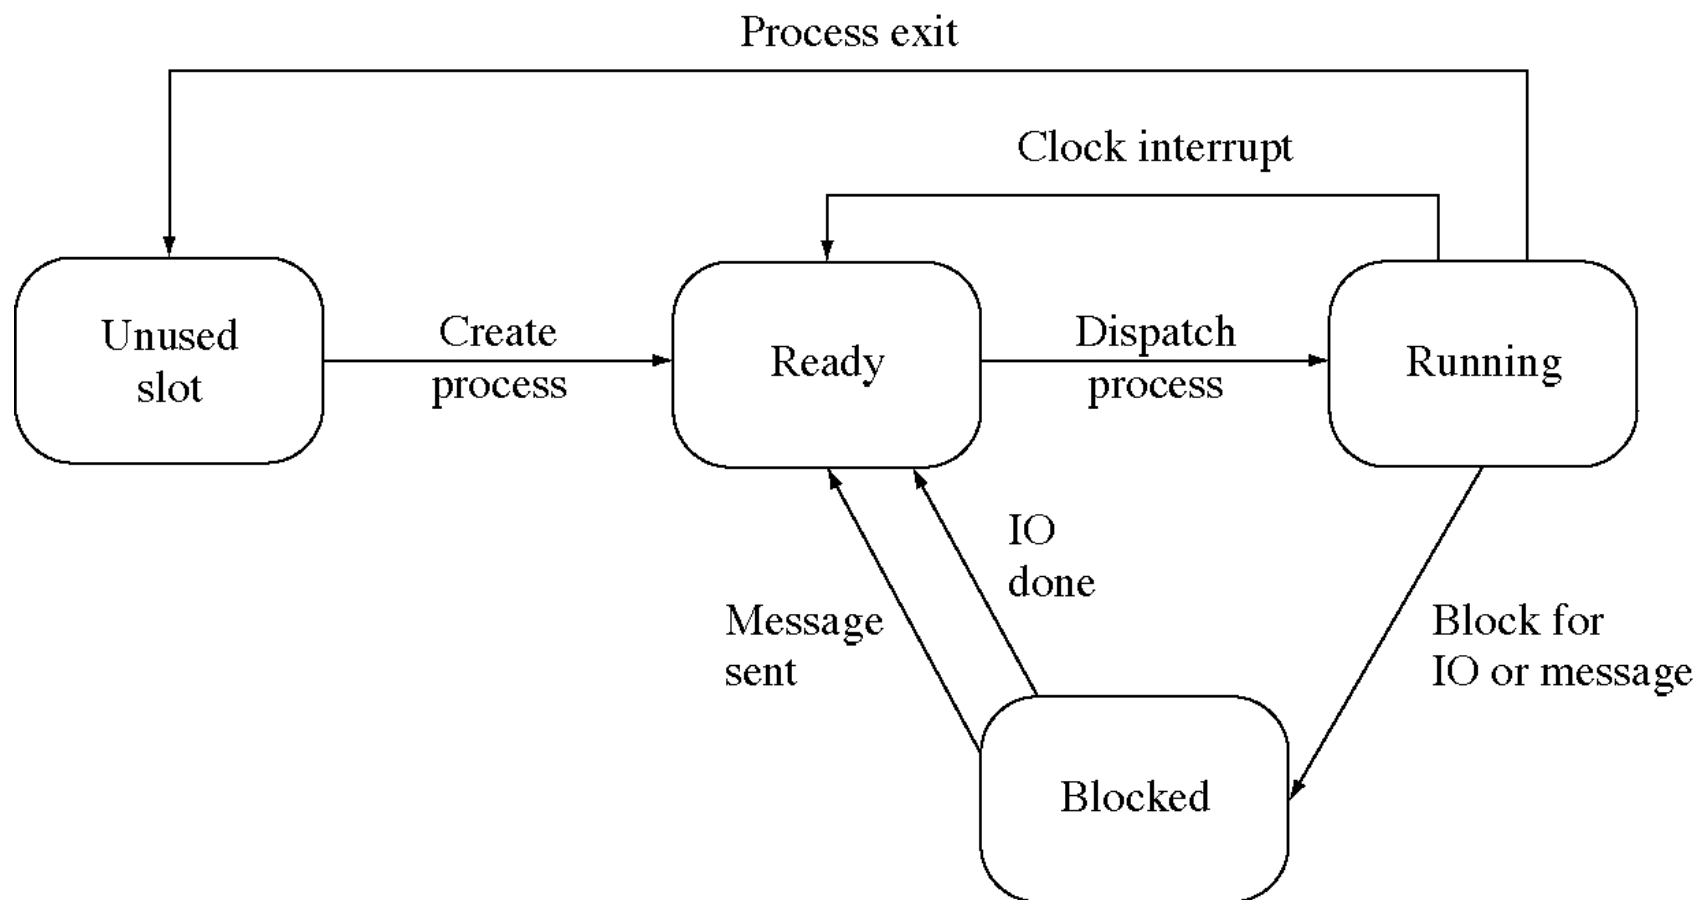 Process exit
Clock interrupt
Unused
slot
Create
process
Ready
Dispatch
process
Running
IO
done
Message
sent
Block for
IO or message
Blocked